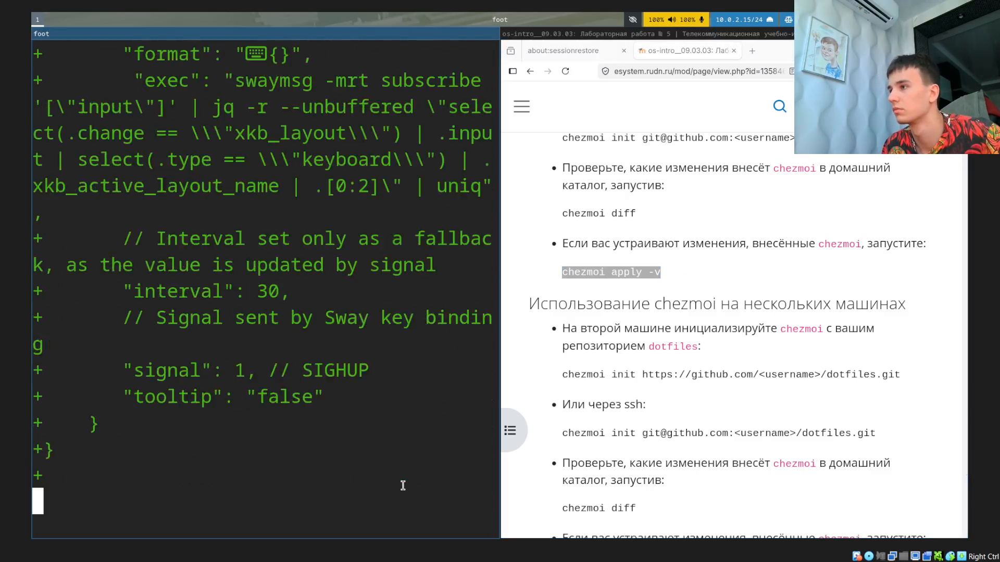 1
foot
100% 100%
10.0.2.15/24
foot
+ "format": "⌨{}",
+ "exec": "swaymsg -mrt subscribe
'[\"input\"]' | jq -r --unbuffered \"sele
ct(.change == \\\"xkb_layout\\\") | .inpu
t | select(.type == \\\"keyboard\\\") | .
xkb_active_layout_name | .[0:2]\" | uniq"
,
+ // Interval set only as a fallbac
k, as the value is updated by signal
+ "interval": 30,
+ // Signal sent by Sway key bindin
g
+ "signal": 1, // SIGHUP
+ "tooltip": "false"
+ }
+}
+
os-intro__09.03.03: Лабораторная работа № 5 | Телекоммуникационная учебно-и
about:sessionrestore
os-intro__09.03.03: Лаб
esystem.rudn.ru/mod/page/view.php?id=13584
chezmoi init git@github.com:<username>
• Проверьте, какие изменения внесёт chezmoi в домашний
каталог, запустив:
chezmoi diff
• Если вас устраивают изменения, внесённые chezmoi, запустите:
chezmoi apply -v
Использование chezmoi на нескольких машинах
• На второй машине инициализируйте chezmoi с вашим
репозиторием dotfiles:
chezmoi init https://github.com/<username>/dotfiles.git
• Или через ssh:
chezmoi init git@github.com:<username>/dotfiles.git
• Проверьте, какие изменения внесёт chezmoi в домашний
каталог, запустив:
chezmoi diff
• Если вас устраивают изменения, внесённые chezmoi, запустите:
Right Ctrl